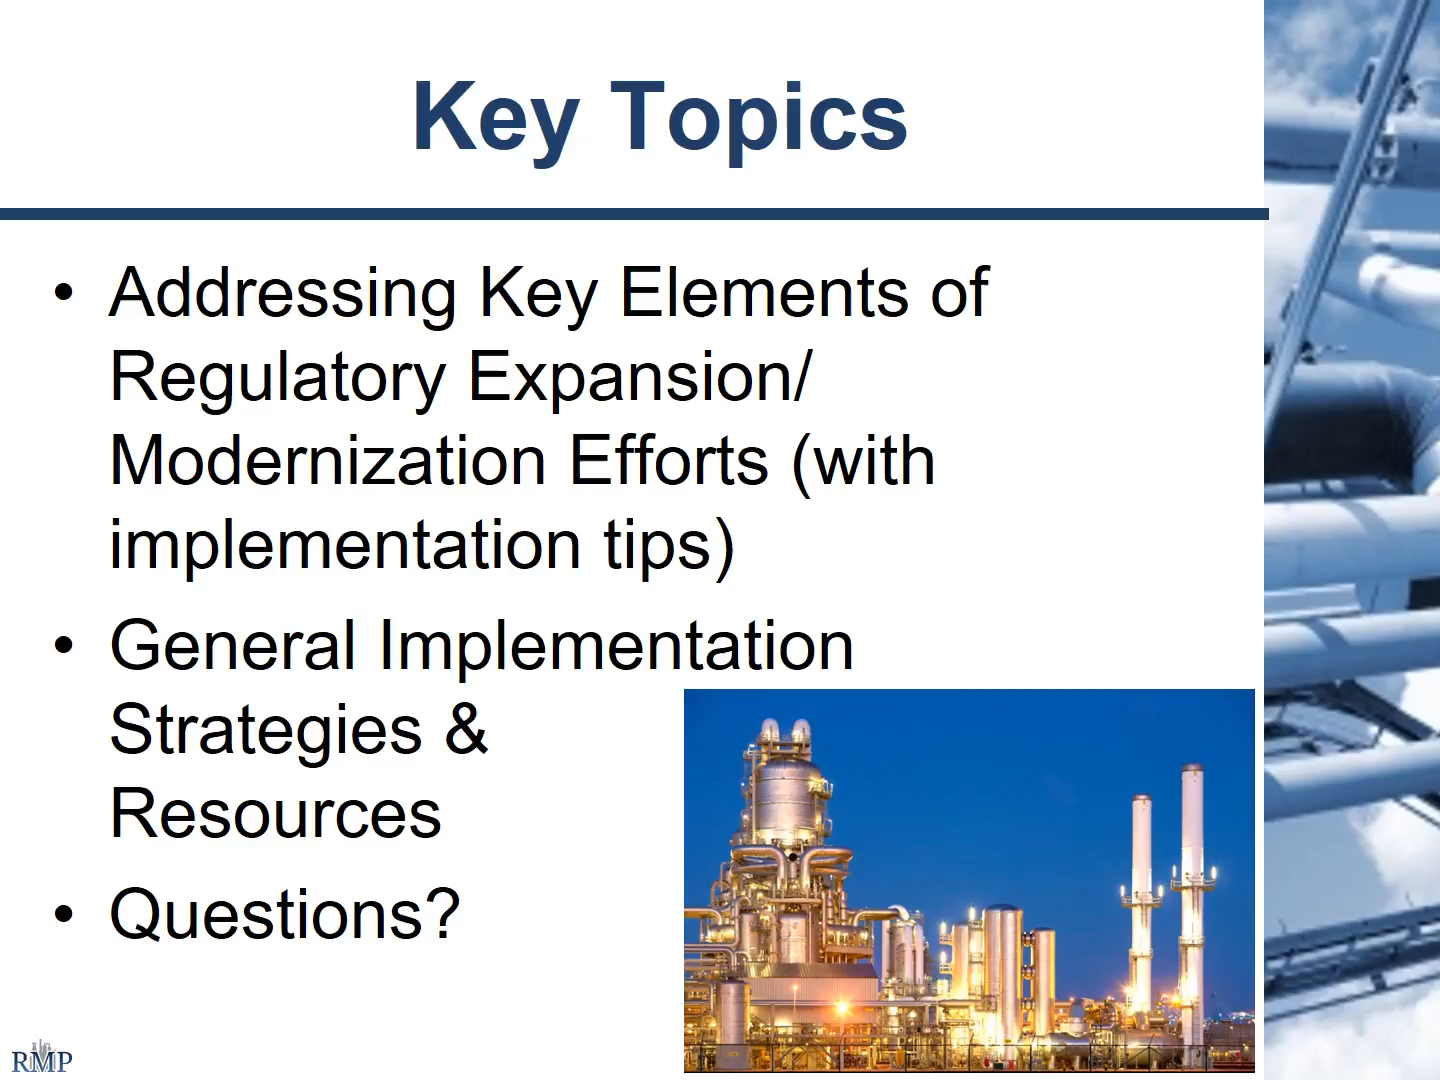 Key Topics
• Addressing Key Elements of
Regulatory Expansion/
Modernization Efforts (with
implementation tips)
• General Implementation
Strategies &
Resources
• Questions?
RMP